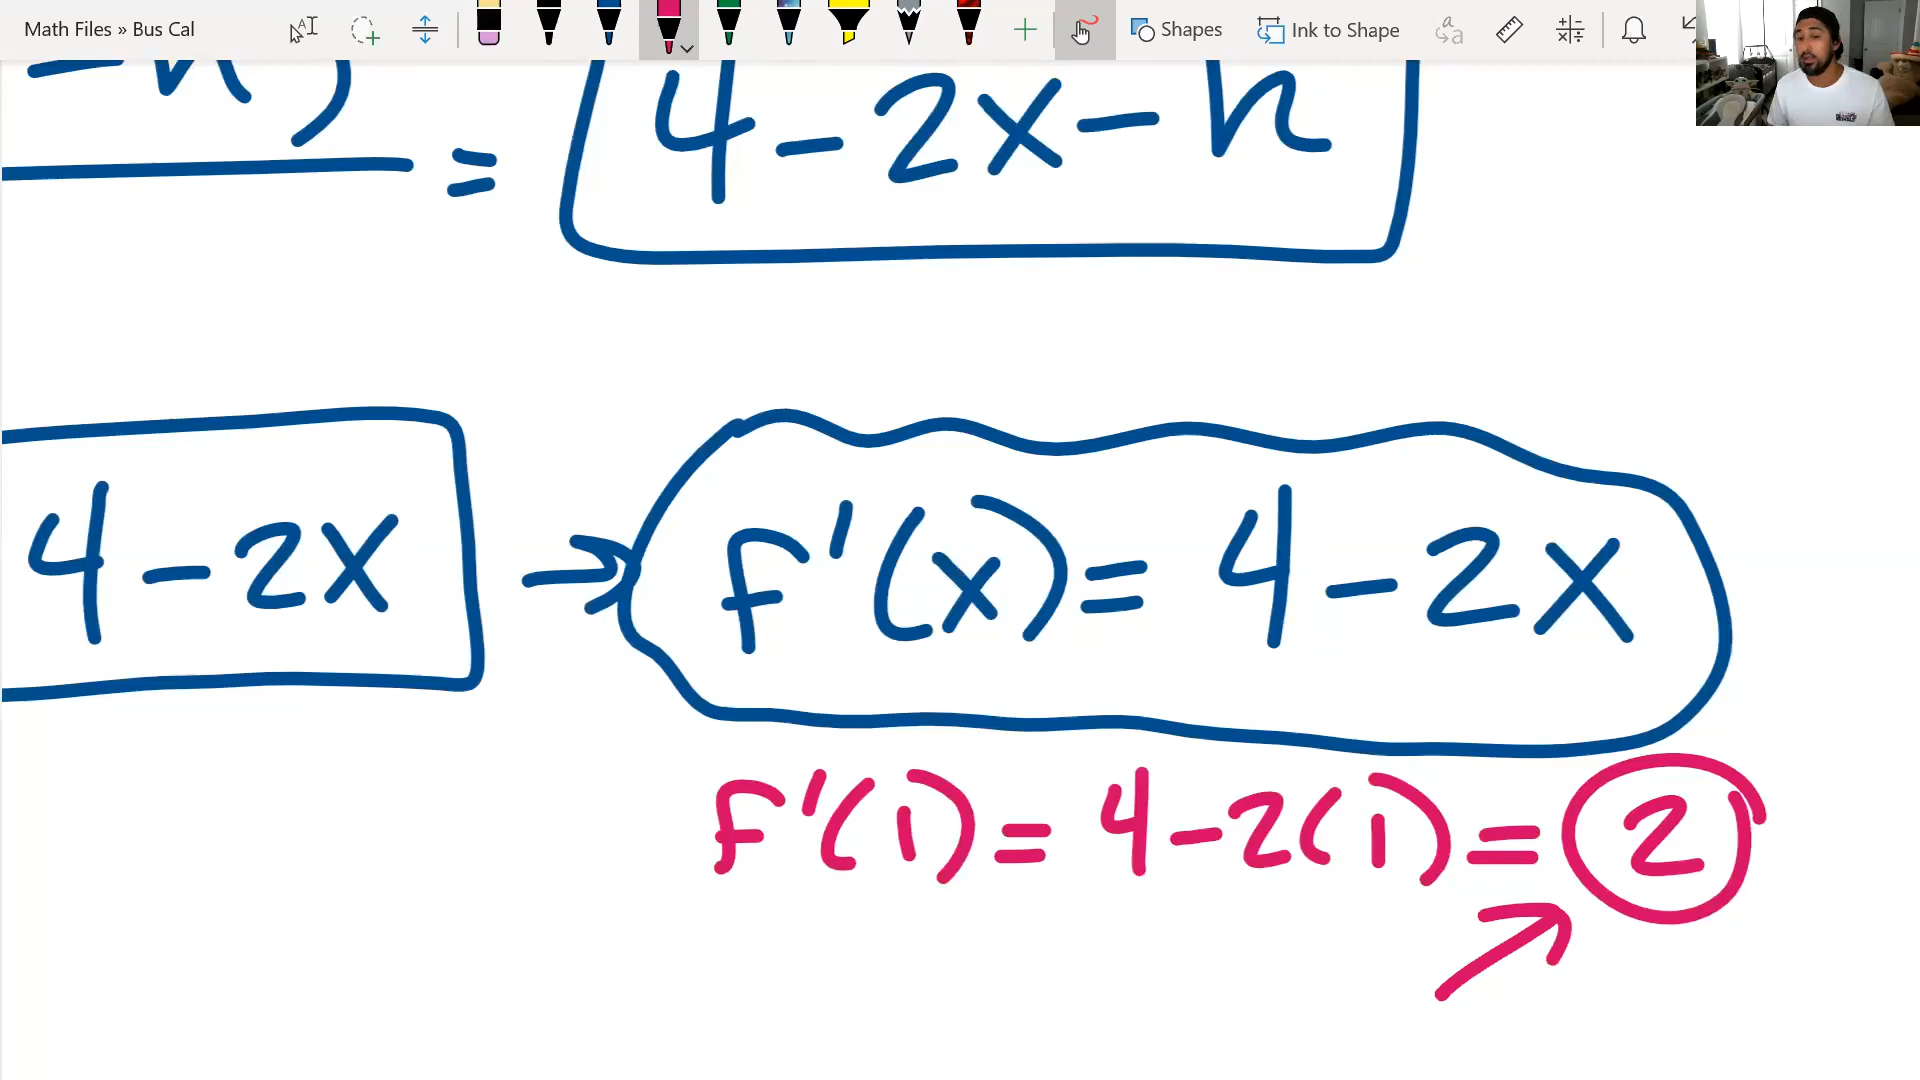 Math Files » Bus Cal
Shapes
Ink to Shape
= 4-2x-h
4-2x → f'(x) = 4-2x
f'(1) = 4-2(1) = 2